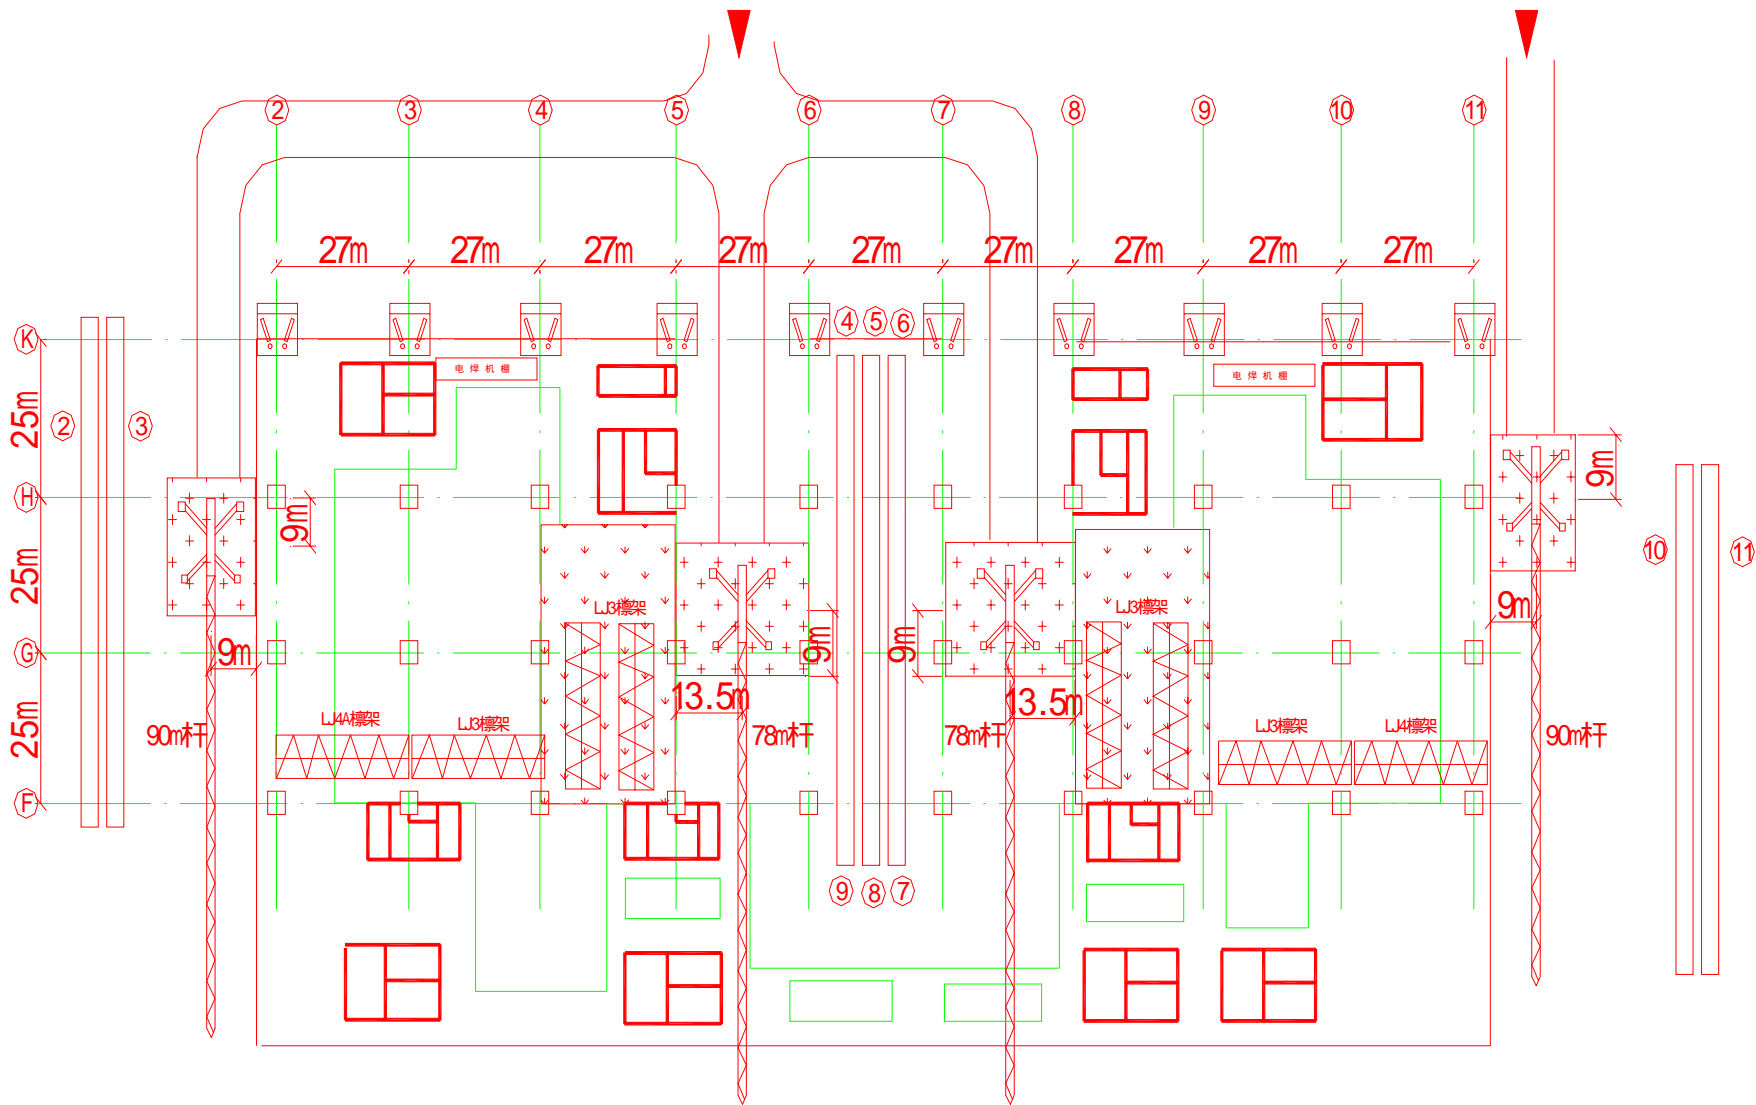 2 3 4 5 6 7 8 9 10 11
27m 27m 27m 27m 27m 27m 27m 27m 27m
K
4 5 6
电焊机棚 电焊机棚
25m 2 3
9m
H
9m
10 11
25m
LJ3檩架 LJ3檩架
9m
G
9m 9m 9m
13.5m 13.5m
LJ4A檩架 LJ3檩架 LJ3檩架 LJ4檩架
25m 90m杆 78m杆 78m杆 90m杆
F
9 8 7